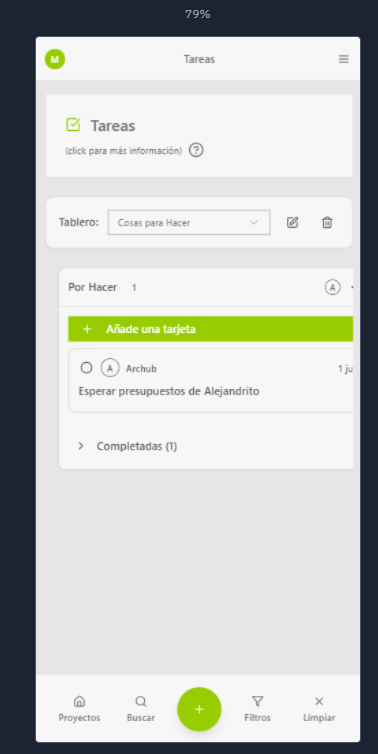 79%
M
Tareas
Tareas
(click para más información) ?
Tablero: Cosas para Hacer
Por Hacer 1 A
+ Añade una tarjeta
A Archub 1 ju
Esperar presupuestos de Alejandrito
> Completadas (1)
+
Proyectos Buscar Filtros Limpiar